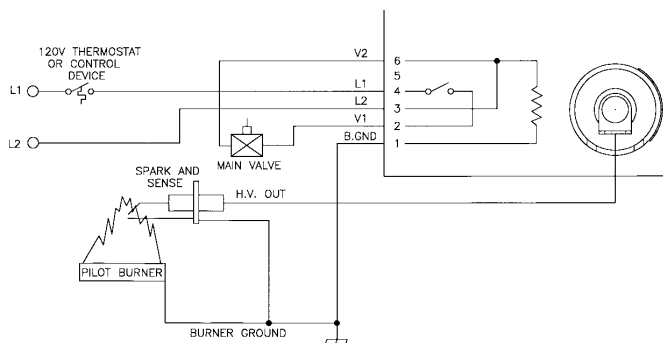 120V THERMOSTAT
OR CONTROL
DEVICE
L1
L2
V2
6
5
L1
4
L2
3
V1
2
B.GND
1
MAIN VALVE
SPARK AND
SENSE
H.V. OUT
PILOT BURNER
BURNER GROUND